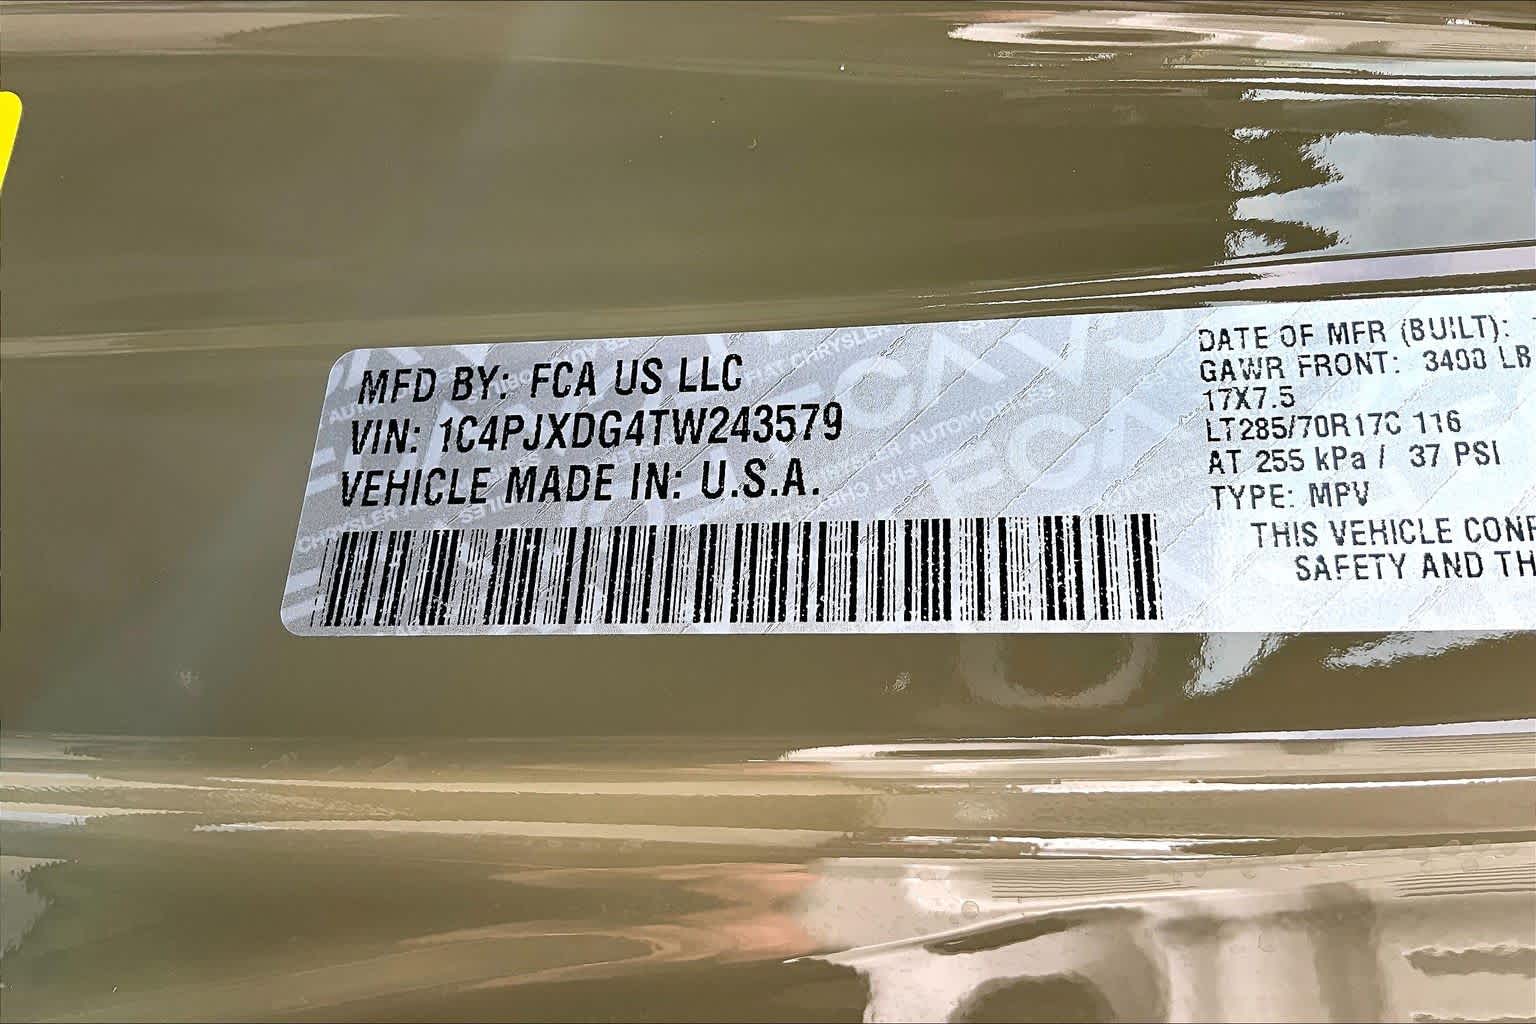 MFD BY: FCA US LLC
VIN: 1C4PJXDG4TW243579
VEHICLE MADE IN: U.S.A.
DATE OF MFR (BUILT):
GAWR FRONT: 3400 LB
17X7.5
LT285/70R17C 116
AT 255 kPa / 37 PSI
TYPE: MPV
THIS VEHICLE CONF
SAFETY AND TH